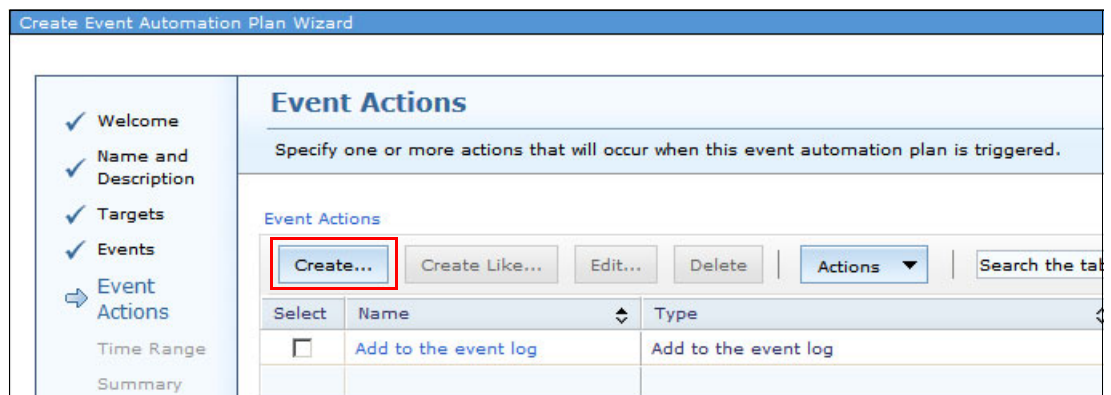 Create Event Automation Plan Wizard
Welcome
Name and
Description
Targets
Events
Event
Actions
Time Range
Summary
Event Actions
Specify one or more actions that will occur when this event automation plan is triggered.
Event Actions
Create... Create Like... Edit... Delete Actions Search the
Select Name Type
Add to the event log Add to the event log